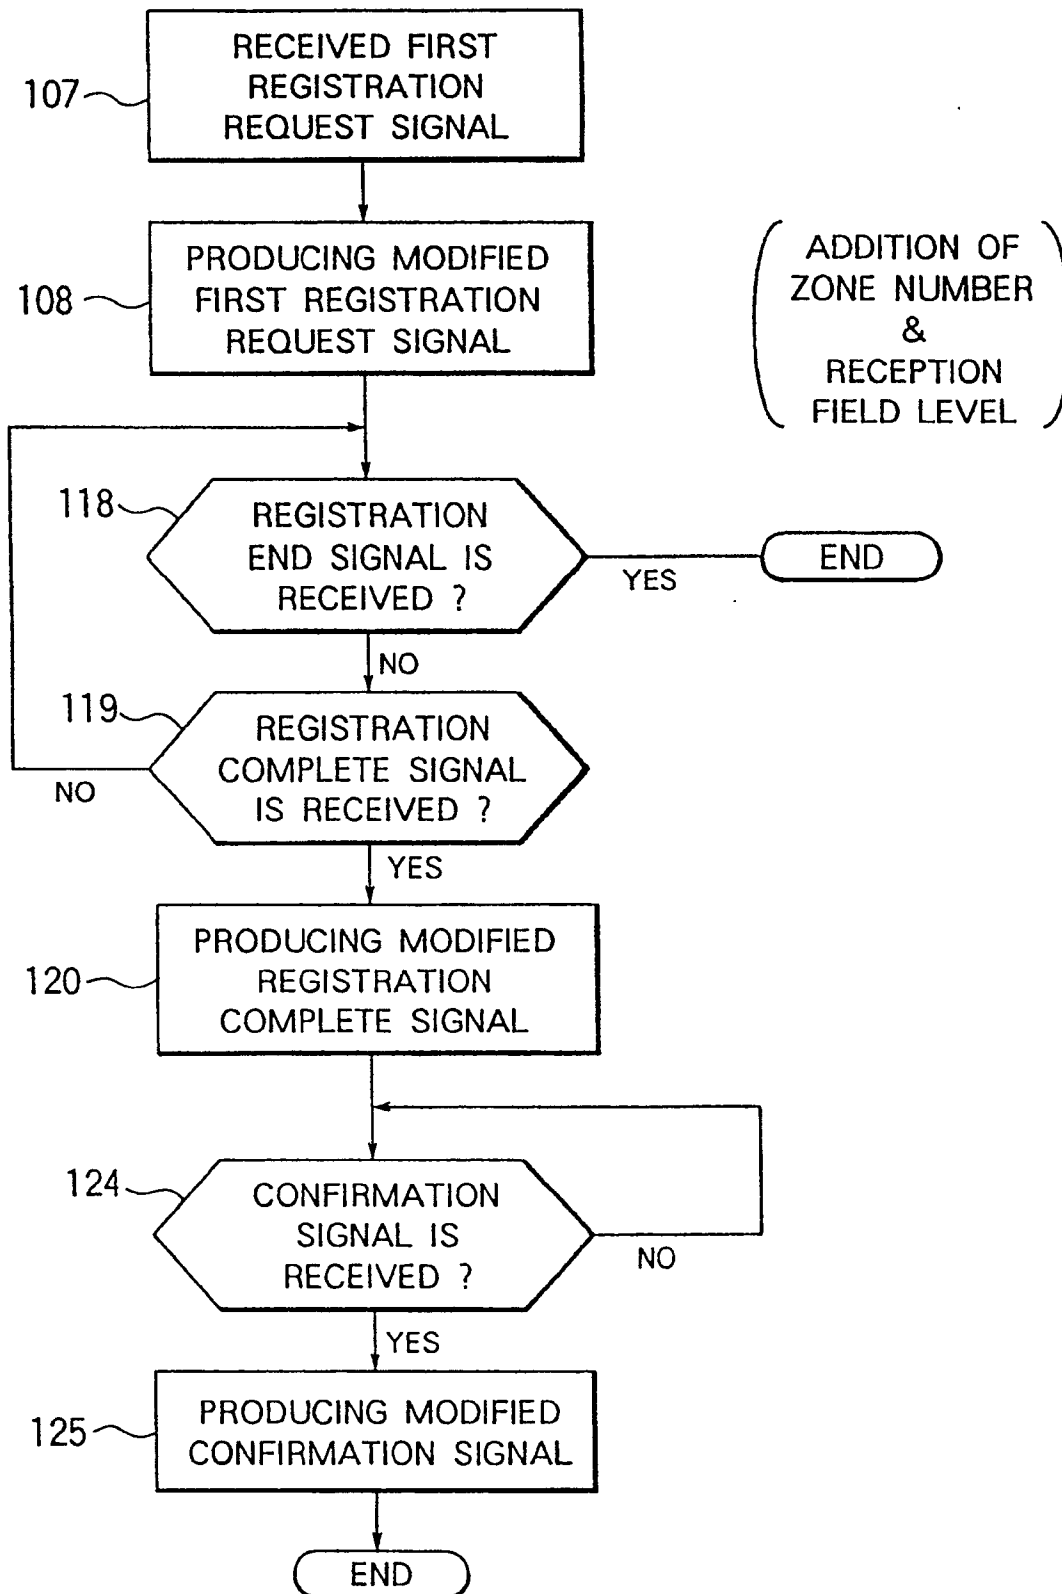 RECEIVED FIRST
REGISTRATION
REQUEST SIGNAL
107
PRODUCING MODIFIED
FIRST REGISTRATION
REQUEST SIGNAL
108
ADDITION OF
ZONE NUMBER
&
RECEPTION
FIELD LEVEL
118
REGISTRATION
END SIGNAL IS
RECEIVED ?
YES
END
NO
119
REGISTRATION
COMPLETE SIGNAL
IS RECEIVED ?
NO
YES
PRODUCING MODIFIED
REGISTRATION
COMPLETE SIGNAL
120
124
CONFIRMATION
SIGNAL IS
RECEIVED ?
NO
YES
PRODUCING MODIFIED
CONFIRMATION SIGNAL
125
END